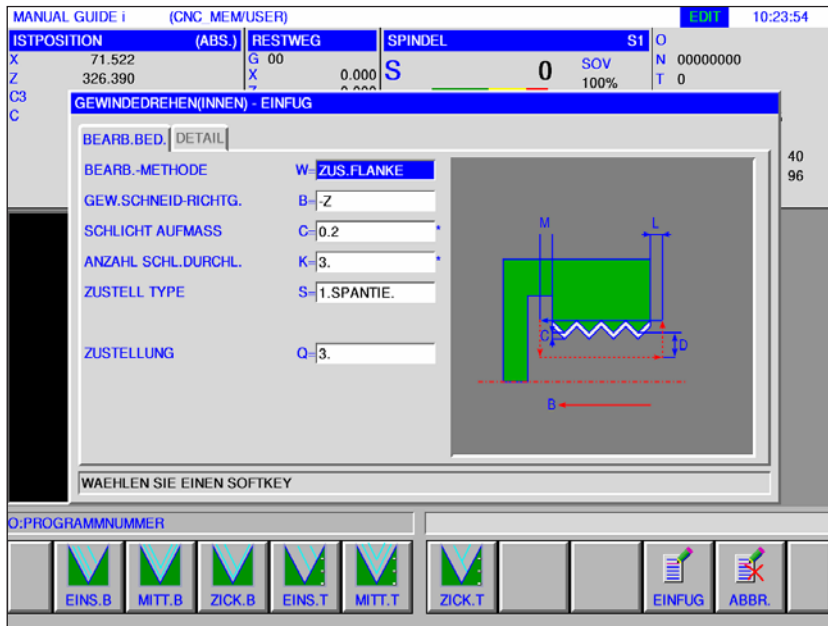 MANUAL GUIDE i (CNC_MEM/USER) EDIT 10:23:54
ISTPOSITION (ABS.) RESTWEG SPINDEL S1 O
X 71.522 G 00 S 0 SOV N 00000000
Z 326.390 X 0.000 100% T 0
C3
C
GEWINDEDREHEN(INNEN) - EINFUG
BEARB.BED. DETAIL
BEARB.-METHODE W= ZUS.FLANKE
GEW.SCHNEID-RICHTG. B= -Z
SCHLICHT AUFMASS C= 0.2 *
ANZAHL SCHL.DURCHL. K= 3. *
ZUSTELL TYPE S= 1.SPANTIE.
ZUSTELLUNG Q= 3.
M L
C D
B
40
96
WAEHLEN SIE EINEN SOFTKEY
O:PROGRAMMNUMMER
EINS.B MITT.B ZICK.B EINS.T MITT.T ZICK.T EINFUG ABBR.